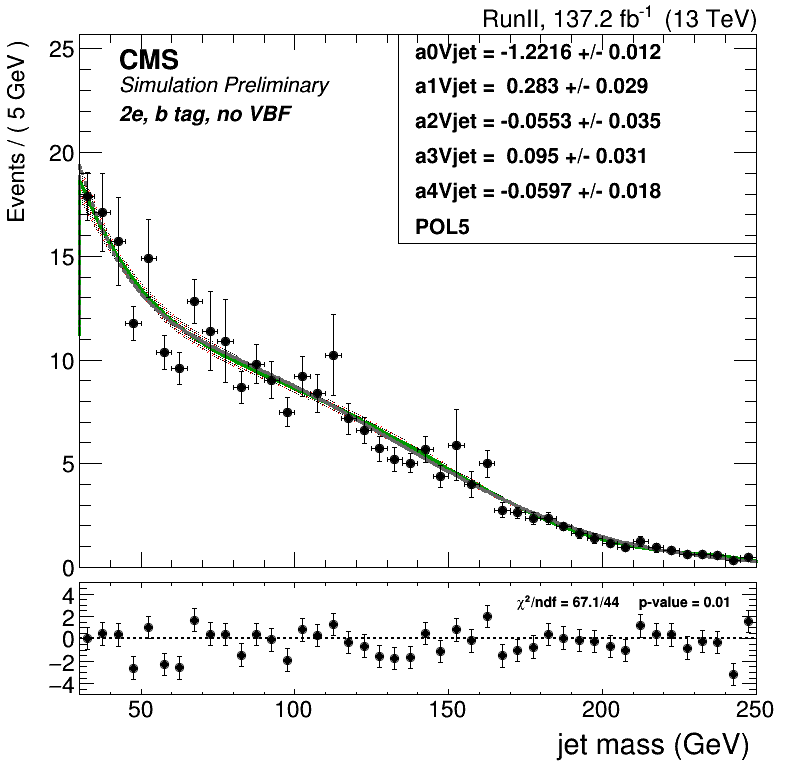 RunII, 137.2 fb⁻¹ (13 TeV)
CMS
Simulation Preliminary
2e, b tag, no VBF
a0Vjet = -1.2216 +/- 0.012
a1Vjet = 0.283 +/- 0.029
a2Vjet = -0.0553 +/- 0.035
a3Vjet = 0.095 +/- 0.031
a4Vjet = -0.0597 +/- 0.018
POL5
Events / ( 5 GeV )
25
20
15
10
5
0
χ²/ndf = 67.1/44 p-value = 0.01
4
2
0
−2
−4
50 100 150 200 250
jet mass (GeV)